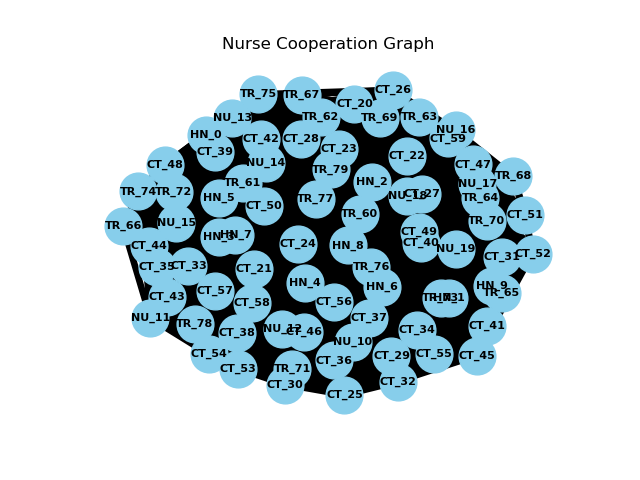 Nurse Cooperation Graph
CT_26
TR_75
TR_67
CT_20
NU_13
TR_62
TR_69
TR_63
NU_16
HN_0
CT_42
CT_28
CT_59
CT_39
CT_23
CT_22
CT_48
NU_14
CT_47
TR_79
TR_68
TR_61
HN_2
NU_17
TR_74
TR_72
HN_5
CT_50
TR_77
CT_27
TR_64
TR_66
NU_15
TR_60
TR_70
CT_51
HN_7
CT_49
CT_44
CT_24
HN_8
CT_40
NU_19
CT_52
CT_35
CT_33
CT_21
TR_76
CT_31
CT_43
CT_57
HN_4
HN_6
HN_9
TR_65
CT_58
CT_56
NU_11
TR_78
CT_37
CT_38
NU_12
CT_46
CT_34
CT_41
NU_10
CT_54
CT_36
CT_29
CT_55
CT_45
CT_53
TR_71
CT_30
CT_32
CT_25